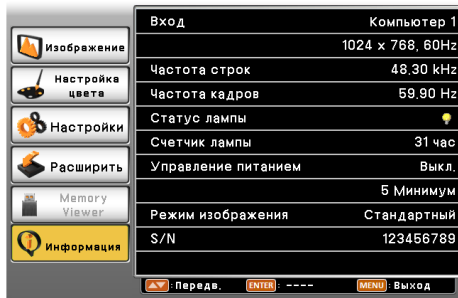 Изображение
Настройка
цвета
Настройки
Расширить
Memory
Viewer
Информация
Вход Компьютер 1
1024 x 768, 60Hz
Частота строк 48.30 kHz
Частота кадров 59.90 Hz
Статус лампы
Счетчик лампы 31 час
Управление питанием Выкл.
5 Минимум
Режим изображения Стандартный
S/N 123456789
:Передв. ENTER : ---- MENU :Выход